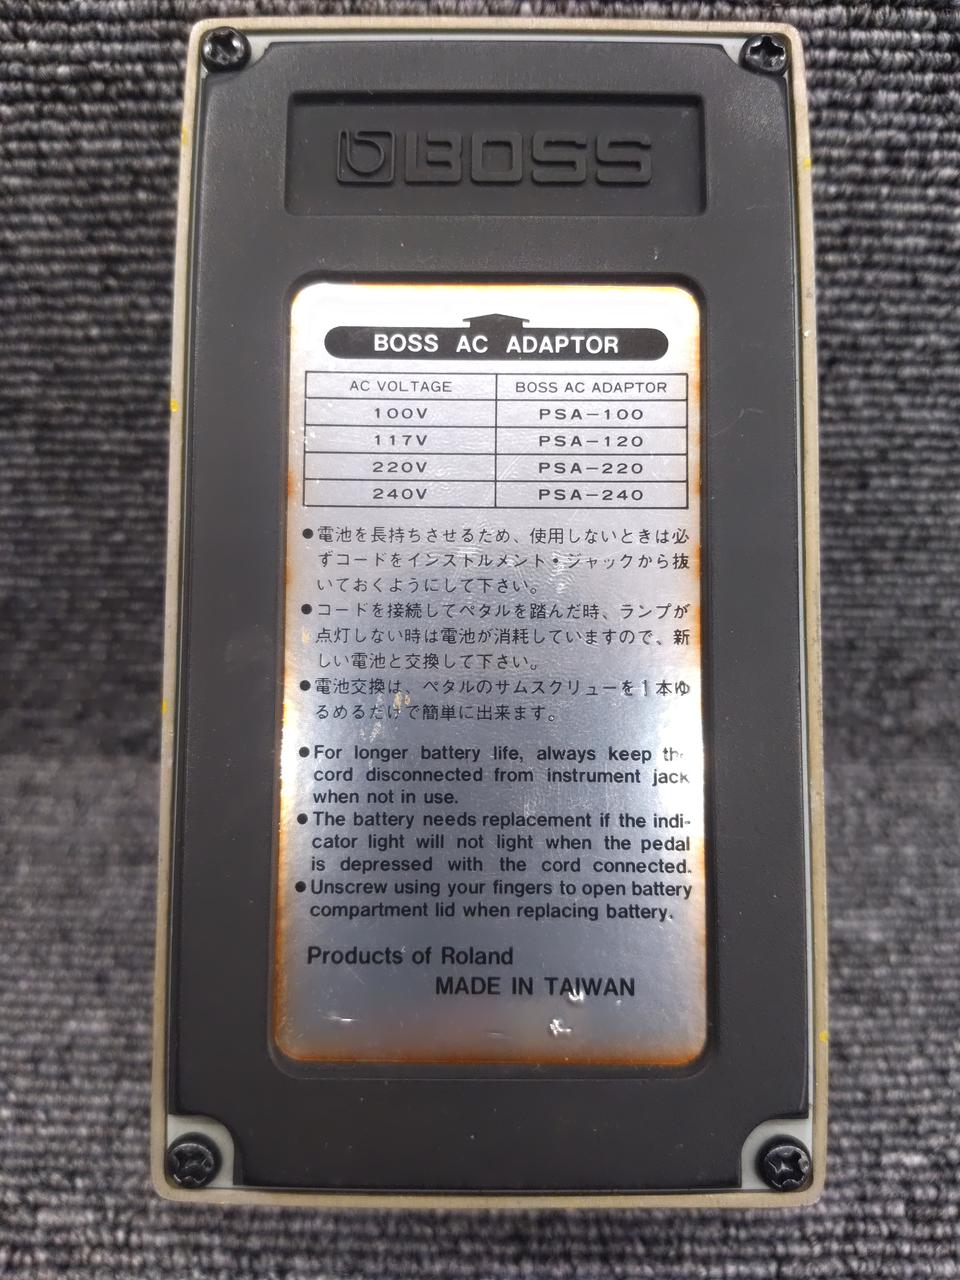 BOSS
BOSS AC ADAPTOR
AC VOLTAGE BOSS AC ADAPTOR
100V PSA-100
117V PSA-120
220V PSA-220
240V PSA-240
●電池を長持ちさせるため、使用しないときは必
ずコードをインストルメント・ジャックから抜
いておくようにして下さい。
●コードを接続してペタルを踏んだ時、ランプが
点灯しない時は電池が消耗していますので、新
しい電池と交換して下さい。
●電池交換は、ペタルのサムスクリューを1本ゆ
るめるだけで簡単に出来ます。
●For longer battery life, always keep the
cord disconnected from instrument jack
when not in use.
●The battery needs replacement if the indi-
cator light will not light when the pedal
is depressed with the cord connected.
●Unscrew using your fingers to open battery
compartment lid when replacing battery.
Products of Roland
MADE IN TAIWAN